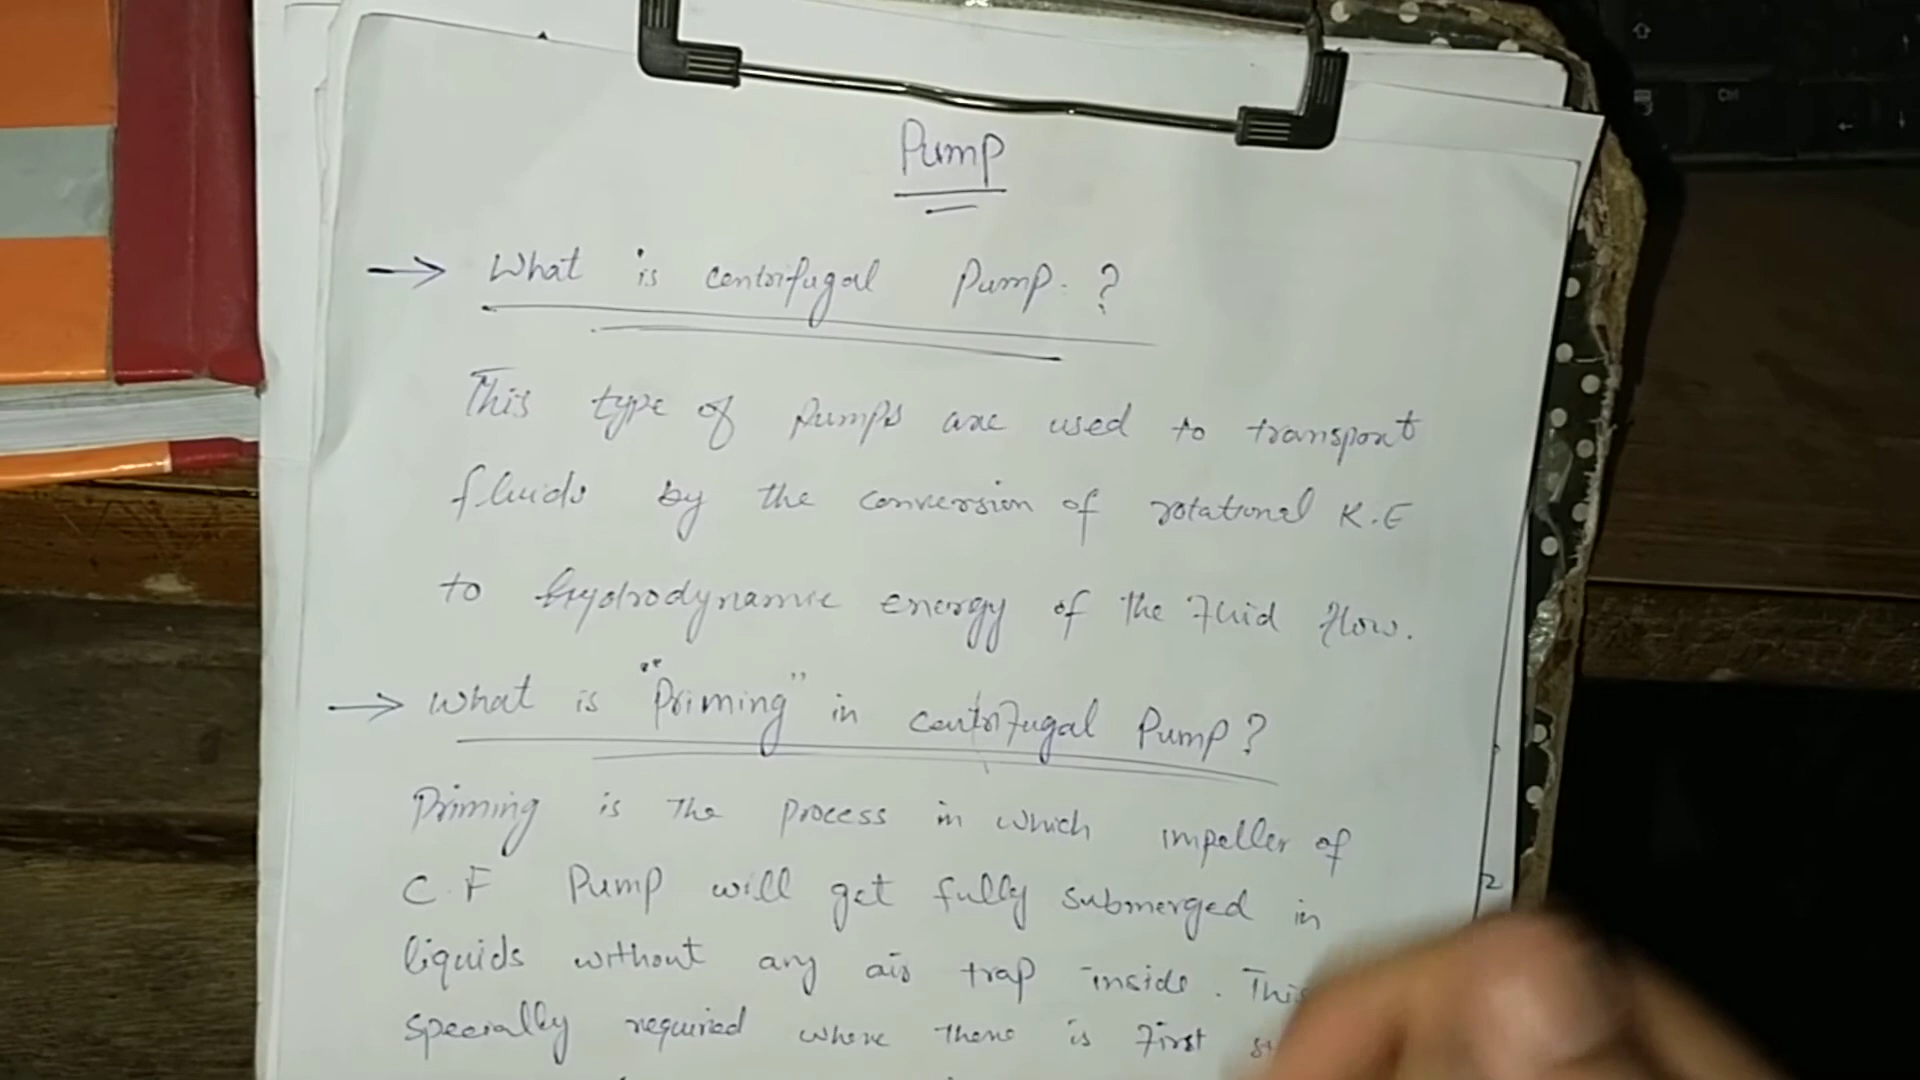 Pump
→ What is centrifugal Pump. ?
This type of pumps are used to transport
fluids by the conversion of rotational K.E
to hydrodynamic energy of the fluid flow.
→ What is "Priming" in centrifugal Pump?
Priming is the process in which impeller of
C.F Pump will get fully submerged in
liquids without any air trap inside. This
specially required where there is first